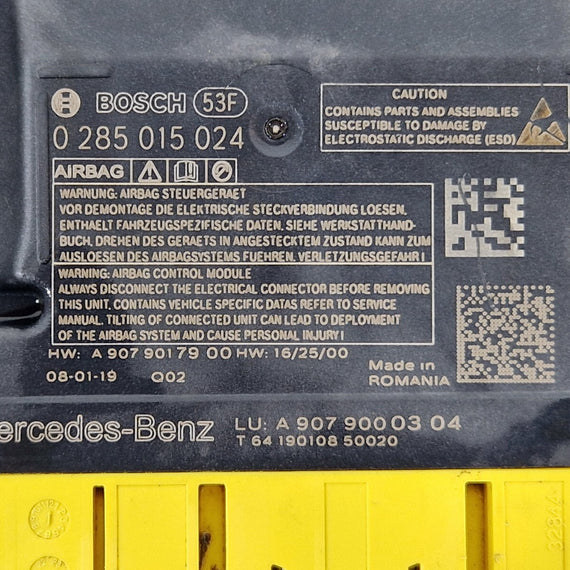 BOSCH 53F
0 285 015 024
CAUTION
CONTAINS PARTS AND ASSEMBLIES
SUSCEPTIBLE TO DAMAGE BY
ELECTROSTATIC DISCHARGE (ESD)
AIRBAG
WARNUNG: AIRBAG STEUERGERAET
VOR DEMONTAGE DIE ELEKTRISCHE STECKVERBINDUNG LOESEN.
ENTHAELT FAHRZEUGSPEZIFISCHE DATEN. SIEHE WERKSTATTHAND-
BUCH. DREHEN DES GERAETS IN ANGESTECKTEM ZUSTAND KANN ZUM
AUSLOESEN DES AIRBAGSYSTEMS FUEHREN. VERLETZUNGSGEFAHR!
WARNING: AIRBAG CONTROL MODULE
ALWAYS DISCONNECT THE ELECTRICAL CONNECTOR BEFORE REMOVING
THIS UNIT. CONTAINS VEHICLE SPECIFIC DATAS REFER TO SERVICE
MANUAL. TILTING OF CONNECTED UNIT CAN LEAD TO DEPLOYMENT
OF THE AIRBAG SYSTEM AND CAUSE PERSONAL INJURY!
HW: A 907 901 79 00 HW: 16/25/00
08-01-19 Q02
Made in
ROMANIA
ercedes-Benz LU: A 907 900 03 04
T 64 190108 50020
32844